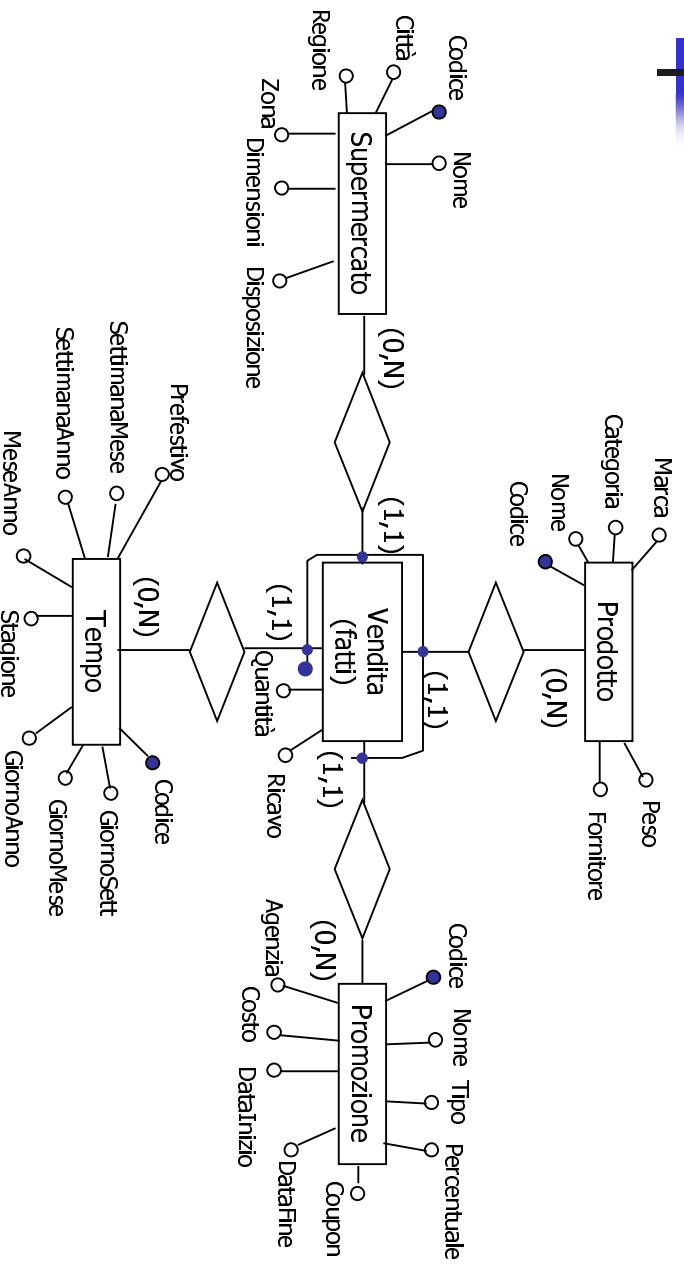 Marca
Categoria
Nome
Codice
Prodotto
Peso
Fornitore
(0,N)
(1,1)
Codice
Nome
Città
Regione
Supermercato
Zona
Dimensioni
Disposizione
(0,N)
(1,1)
Vendita
(fatti)
Quantità
Ricavo
(1,1)
(0,N)
Codice
Nome
Tipo
Percentuale
Promozione
Agenzia
Costo
DataInizio
DataFine
Coupon
(1,1)
(0,N)
Prefestivo
SettimanaMese
SettimanaAnno
MeseAnno
Tempo
Stagione
Codice
GiornoSett
GiornoMese
GiornoAnno